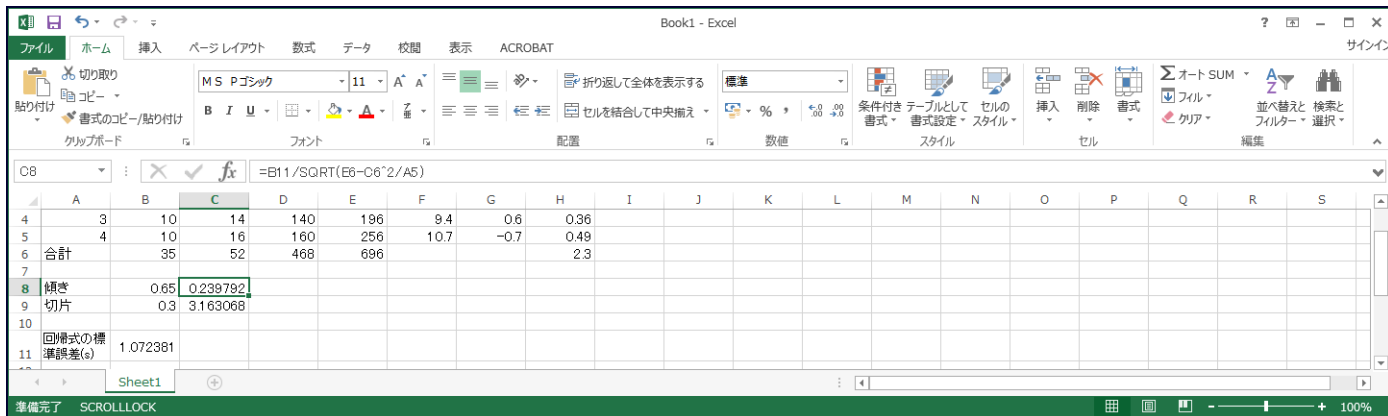 Book1 - Excel
ファイル ホーム 挿入 ページ レイアウト 数式 データ 校閲 表示 ACROBAT サインイン
切り取り
コピー
書式のコピー/貼り付け
貼り付け
クリップボード
MS Pゴシック 11
B I U
フォント
折り返して全体を表示する
セルを結合して中央揃え
配置
標準
数値
条件付き書式
テーブルとして書式設定
セルのスタイル
スタイル
挿入 削除 書式
セル
オート SUM
フィル
クリア
並べ替えとフィルター
検索と選択
編集
C8 fx =B11/SQRT(E6-C6^2/A5)
A B C D E F G H I J K L M N O P Q R S
4 3 10 14 140 196 9.4 0.6 0.36
5 4 10 16 160 256 10.7 -0.7 0.49
6 合計 35 52 468 696 2.3
7
8 傾き 0.65 0.239792
9 切片 0.3 3.163068
10
11 回帰式の標準誤差(s) 1.072381
Sheet1
準備完了 SCROLLLOCK 100%